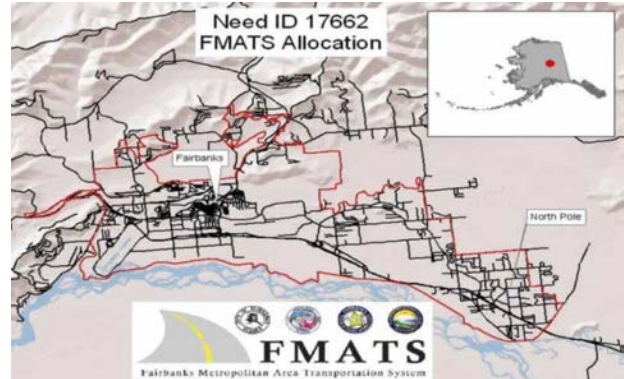 Need ID 17662
FMATS Allocation
Fairbanks
North Pole
FMATS
Fairbanks Metropolitan Area Transportation System